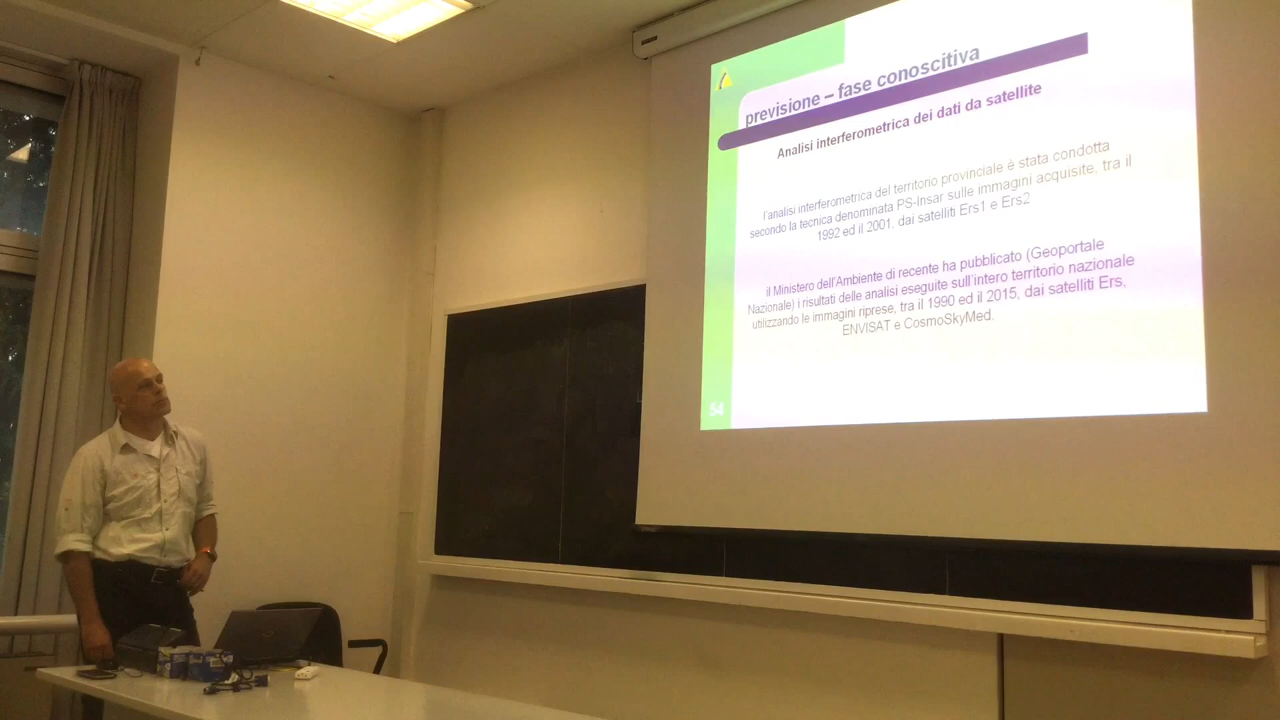 previsione – fase conoscitiva
Analisi interferometrica dei dati da satellite
l'analisi interferometrica del territorio provinciale è stata condotta
secondo la tecnica denominata PS-Insar sulle immagini acquisite, tra il
1992 ed il 2001, dai satelliti Ers1 e Ers2
il Ministero dell'Ambiente di recente ha pubblicato (Geoportale
Nazionale) i risultati delle analisi eseguite sull'intero territorio nazionale
utilizzando le immagini riprese, tra il 1990 ed il 2015, dai satelliti Ers,
ENVISAT e CosmoSkyMed.
54